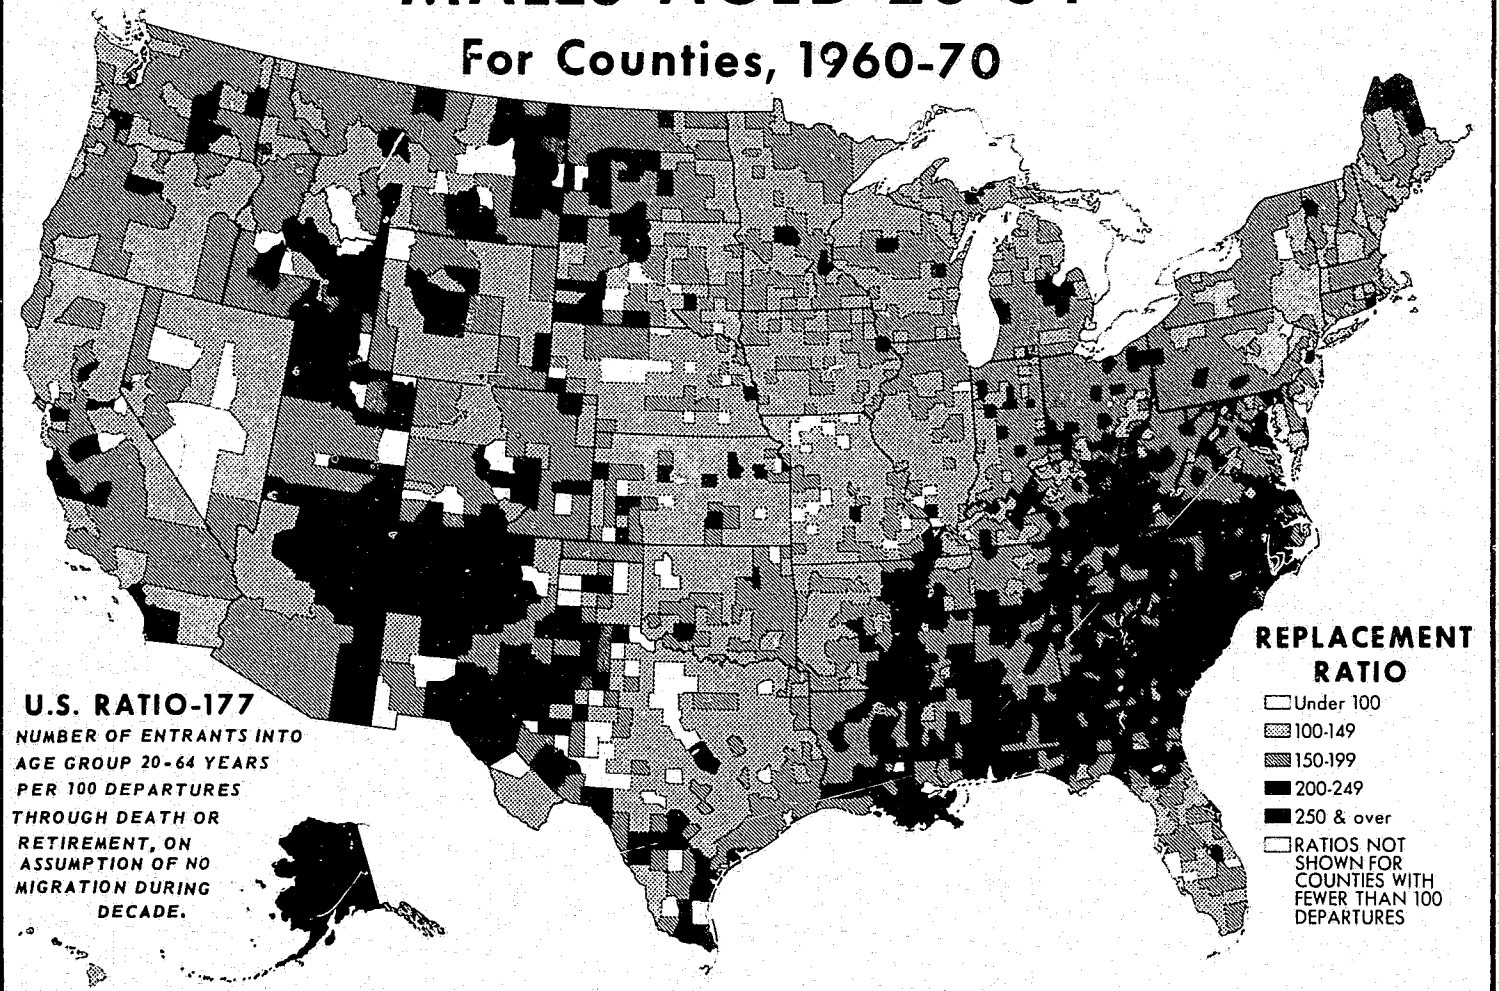 For Counties, 1960-70
U.S. RATIO-177
NUMBER OF ENTRANTS INTO
AGE GROUP 20-64 YEARS
PER 100 DEPARTURES
THROUGH DEATH OR
RETIREMENT, ON
ASSUMPTION OF NO
MIGRATION DURING
DECADE.
REPLACEMENT
RATIO
Under 100
100-149
150-199
200-249
250 & over
RATIOS NOT
SHOWN FOR
COUNTIES WITH
FEWER THAN 100
DEPARTURES